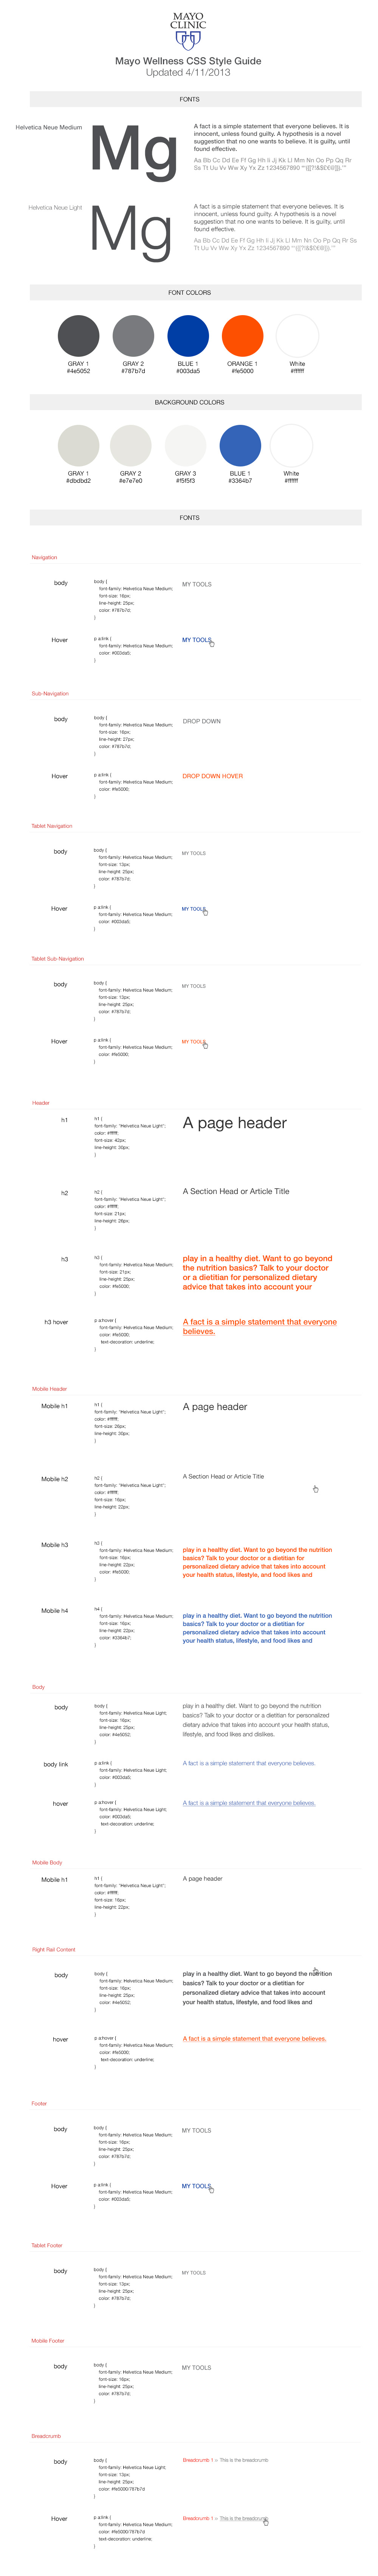 MAYO
CLINIC
Mayo Wellness CSS Style Guide
Updated 4/11/2013
FONTS
Helvetica Neue Medium
Mg
A fact is a simple statement that everyone believes. It is
innocent, unless found guilty. A hypothesis is a novel
suggestion that no one wants to believe. It is guilty, until
found effective.
Aa Bb Cc Dd Ee Ff Gg Hh Ii Jj Kk Ll Mm Nn Oo Pp Qq Rr
Ss Tt Uu Vv Ww Xy Yx Zz 1234567890
Helvetica Neue Light
Mg
A fact is a simple statement that everyone believes. It is
innocent, unless found guilty. A hypothesis is a novel
suggestion that no one wants to believe. It is guilty, until
found effective.
Aa Bb Cc Dd Ee Ff Gg Hh Ii Jj Kk Ll Mm Nn Oo Pp Qq Rr Ss
Tt Uu Vv Ww Xy Yx Zz 1234567890
FONT COLORS
GRAY 1
#4e5052
GRAY 2
#787b7d
BLUE 1
#003da5
ORANGE 1
#fe5000
White
#ffffff
BACKGROUND COLORS
GRAY 1
#dbdbd2
GRAY 2
#e7e7e0
GRAY 3
#f5f5f3
BLUE 1
#3364b7
White
#ffffff
FONTS
Navigation
body
body {
font-family: Helvetica Neue Medium;
font-size: 16px;
line-height: 25px;
color: #787b7d;
}
MY TOOLS
Hover
p a:link {
font-family: Helvetica Neue Medium;
color: #003da5;
}
MY TOOLS
Sub-Navigation
body
body {
font-family: Helvetica Neue Medium;
font-size: 16px;
line-height: 27px;
color: #787b7d;
}
DROP DOWN
Hover
p a:link {
font-family: Helvetica Neue Medium;
color: #fe5000;
}
DROP DOWN HOVER
Tablet Navigation
body
body {
font-family: Helvetica Neue Medium;
font-size: 13px;
line-height: 25px;
color: #787b7d;
}
MY TOOLS
Hover
p a:link {
font-family: Helvetica Neue Medium;
color: #003da5;
}
MY TOOLS
Tablet Sub-Navigation
body
body {
font-family: Helvetica Neue Medium;
font-size: 13px;
line-height: 25px;
color: #787b7d;
}
MY TOOLS
Hover
p a:link {
font-family: Helvetica Neue Medium;
color: #fe5000;
}
MY TOOLS
Header
h1
h1 {
font-family: "Helvetica Neue Light";
color: #ffffff;
font-size: 42px;
line-height: 30px;
}
A page header
h2
h2 {
font-family: "Helvetica Neue Light";
color: #ffffff;
font-size: 21px;
line-height: 26px;
}
A Section Head or Article Title
h3
h3 {
font-family: Helvetica Neue Medium;
font-size: 21px;
line-height: 25px;
color: #fe5000;
}
play in a healthy diet. Want to go beyond
the nutrition basics? Talk to your doctor
or a dietitian for personalized dietary
advice that takes into account your
h3 hover
p a:hover {
font-family: Helvetica Neue Medium;
color: #fe5000;
text-decoration: underline;
}
A fact is a simple statement that everyone
believes.
Mobile Header
Mobile h1
h1 {
font-family: "Helvetica Neue Light";
color: #ffffff;
font-size: 26px;
line-height: 30px;
}
A page header
Mobile h2
h2 {
font-family: "Helvetica Neue Light";
color: #ffffff;
font-size: 16px;
line-height: 22px;
}
A Section Head or Article Title
Mobile h3
h3 {
font-family: Helvetica Neue Medium;
font-size: 16px;
line-height: 22px;
color: #fe5000;
}
play in a healthy diet. Want to go beyond the nutrition
basics? Talk to your doctor or a dietitian for
personalized dietary advice that takes into account
your health status, lifestyle, and food likes and
Mobile h4
h4 {
font-family: Helvetica Neue Medium;
font-size: 16px;
line-height: 22px;
color: #3364b7;
}
play in a healthy diet. Want to go beyond the nutrition
basics? Talk to your doctor or a dietitian for
personalized dietary advice that takes into account
your health status, lifestyle, and food likes and
Body
body
body {
font-family: Helvetica Neue Light;
font-size: 16px;
line-height: 25px;
color: #4e5052;
}
play in a healthy diet. Want to go beyond the nutrition
basics? Talk to your doctor or a dietitian for personalized
dietary advice that takes into account your health status,
lifestyle, and food likes and dislikes.
body link
p a:link {
font-family: Helvetica Neue Light;
color: #003da5;
}
A fact is a simple statement that everyone believes.
hover
p a:hover {
font-family: Helvetica Neue Light;
color: #003da5;
text-decoration: underline;
}
A fact is a simple statement that everyone believes.
Mobile Body
Mobile h1
h1 {
font-family: "Helvetica Neue Light";
color: #ffffff;
font-size: 16px;
line-height: 22px;
}
A page header
Right Rail Content
body
body {
font-family: Helvetica Neue Medium;
font-size: 16px;
line-height: 25px;
color: #4e5052;
}
play in a healthy diet. Want to go beyond the nutrition
basics? Talk to your doctor or a dietitian for
personalized dietary advice that takes into account
your health status, lifestyle, and food likes and
hover
p a:hover {
font-family: Helvetica Neue Medium;
color: #fe5000;
text-decoration: underline;
}
A fact is a simple statement that everyone believes.
Footer
body
body {
font-family: Helvetica Neue Medium;
font-size: 16px;
line-height: 25px;
color: #787b7d;
}
MY TOOLS
Hover
p a:link {
font-family: Helvetica Neue Medium;
color: #003da5;
}
MY TOOLS
Tablet Footer
body
body {
font-family: Helvetica Neue Medium;
font-size: 13px;
line-height: 25px;
color: #787b7d;
}
MY TOOLS
Mobile Footer
body
body {
font-family: Helvetica Neue Medium;
font-size: 16px;
line-height: 25px;
color: #787b7d;
}
MY TOOLS
Breadcrumb
body
body {
font-family: Helvetica Neue Light;
font-size: 13px;
line-height: 25px;
color: #fe5000/787b7d
}
Breadcrumb 1 > This is the breadcrumb
Hover
p a:link {
font-family: Helvetica Neue Medium;
color: #fe5000/787b7d
text-decoration: underline;
}
Breadcrumb 1 > This is the breadcrumb